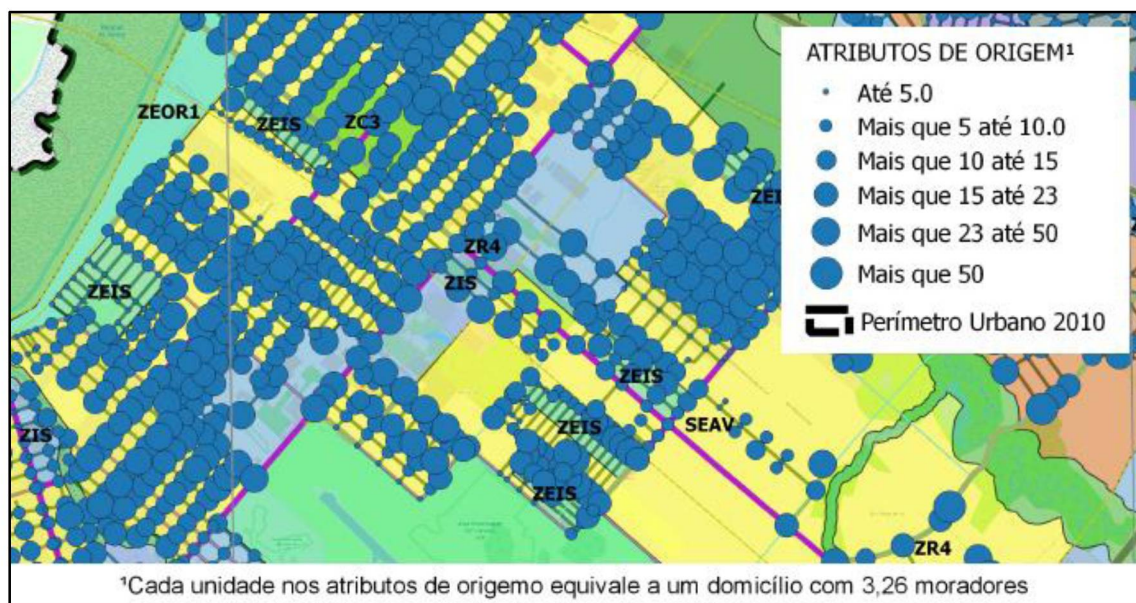 ATRIBUTOS DE ORIGEM¹
Até 5.0
Mais que 5 até 10.0
Mais que 10 até 15
Mais que 15 até 23
Mais que 23 até 50
Mais que 50
Perímetro Urbano 2010
ZEOR1
ZEIS
ZC3
ZEI
ZR4
ZIS
ZEIS
ZEIS
SEAV
ZEIS
ZIS
ZEIS
ZR4
¹Cada unidade nos atributos de origemo equivale a um domicílio com 3,26 moradores